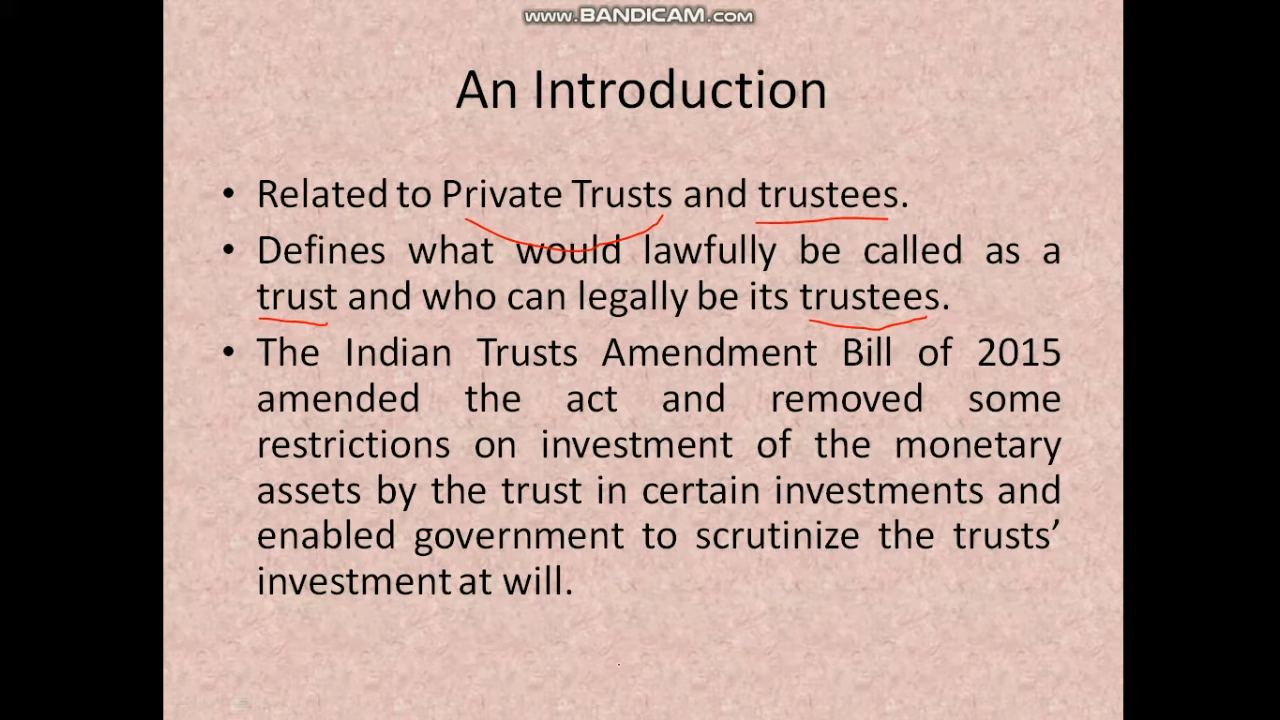 www.BANDICAM.com
An Introduction
• Related to Private Trusts and trustees.
• Defines what would lawfully be called as a
trust and who can legally be its trustees.
• The Indian Trusts Amendment Bill of 2015
amended the act and removed some
restrictions on investment of the monetary
assets by the trust in certain investments and
enabled government to scrutinize the trusts’
investment at will.